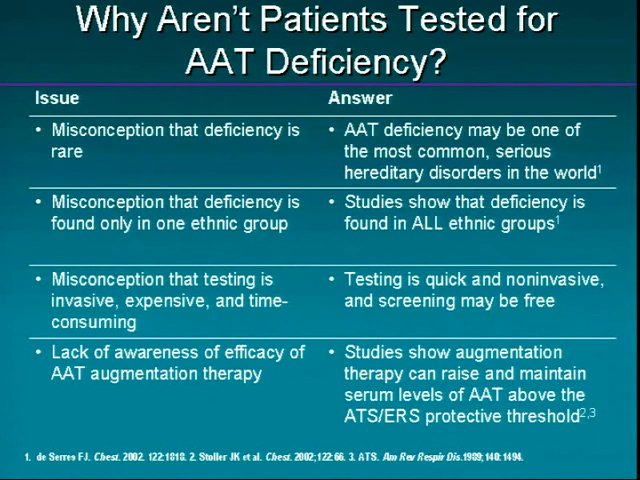 Why Aren't Patients Tested for
AAT Deficiency?
Issue
Answer
• Misconception that deficiency is
rare
• AAT deficiency may be one of
the most common, serious
hereditary disorders in the world1
• Misconception that deficiency is
found only in one ethnic group
• Studies show that deficiency is
found in ALL ethnic groups1
• Misconception that testing is
invasive, expensive, and time-
consuming
• Testing is quick and noninvasive,
and screening may be free
• Lack of awareness of efficacy of
AAT augmentation therapy
• Studies show augmentation
therapy can raise and maintain
serum levels of AAT above the
ATS/ERS protective threshold2,3
1. de Serres FJ. Chest. 2002. 122:1818. 2. Stoller JK et al. Chest. 2002;122:66. 3. ATS. Am Rev Respir Dis.1989;140:1494.